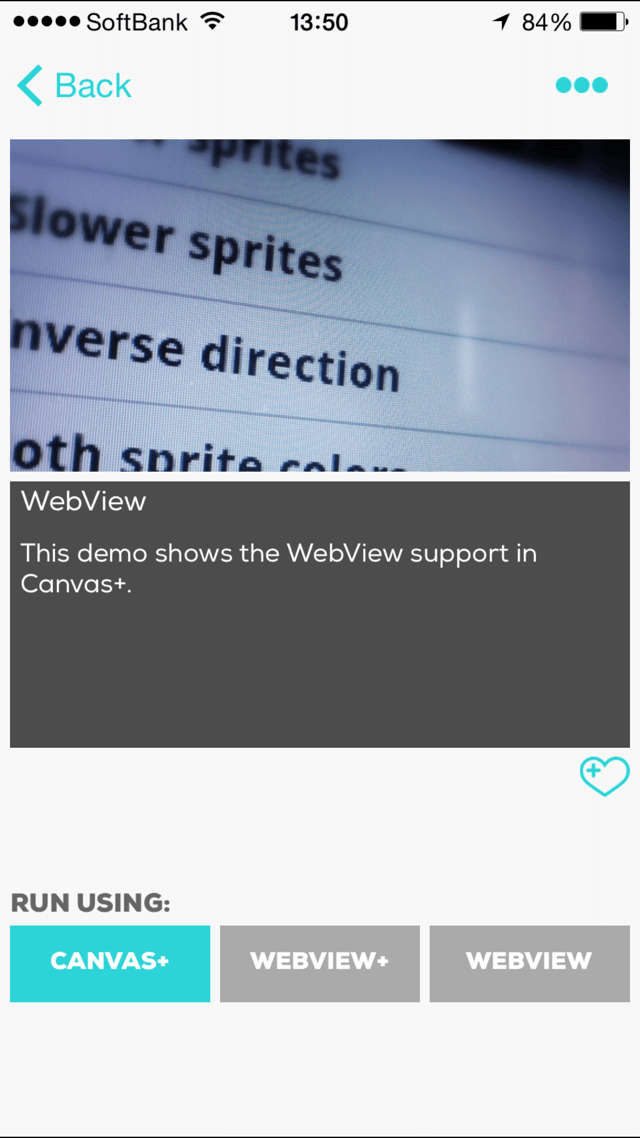 SoftBank 13:50 84%
Back
sprites
Slower sprites
nverse direction
oth sprite colors
WebView
This demo shows the WebView support in
Canvas+.
RUN USING:
CANVAS+ WEBVIEW+ WEBVIEW